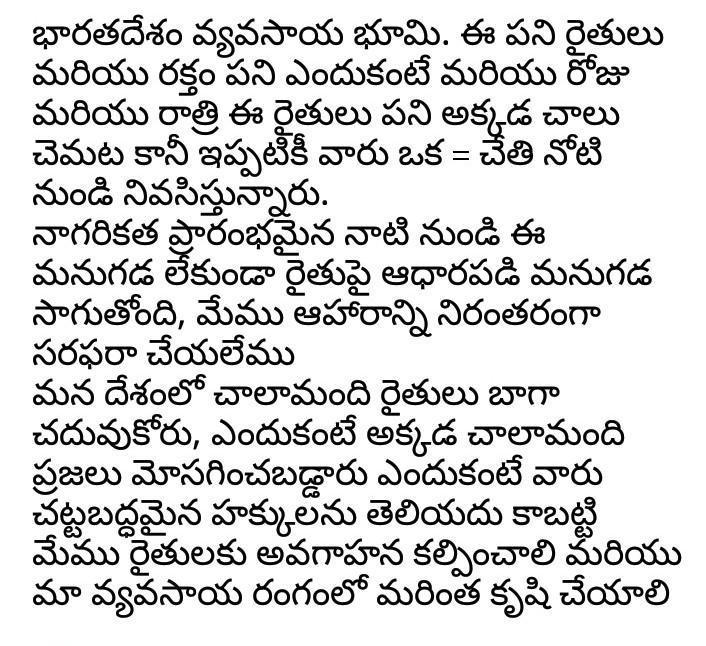 భారతదేశం వ్యవసాయ భూమి. ఈ పని రైతులు
మరియు రక్తం పని ఎందుకంటే మరియు రోజు
మరియు రాత్రి ఈ రైతులు పని అక్కడ చాలు
చెమట కానీ ఇప్పటికీ వారు ఒక = చేతి నోటి
నుండి నివసిస్తున్నారు.
నాగరికత ప్రారంభమైన నాటి నుండి ఈ
మనుగడ లేకుండా రైతుపై ఆధారపడి మనుగడ
సాగుతోంది, మేము ఆహారాన్ని నిరంతరంగా
సరఫరా చేయలేము
మన దేశంలో చాలామంది రైతులు బాగా
చదువుకోరు, ఎందుకంటే అక్కడ చాలామంది
ప్రజలు మోసగించబడ్డారు ఎందుకంటే వారు
చట్టబద్ధమైన హక్కులను తెలియదు కాబట్టి
మేము రైతులకు అవగాహన కల్పించాలి మరియు
మా వ్యవసాయ రంగంలో మరింత కృషి చేయాలి